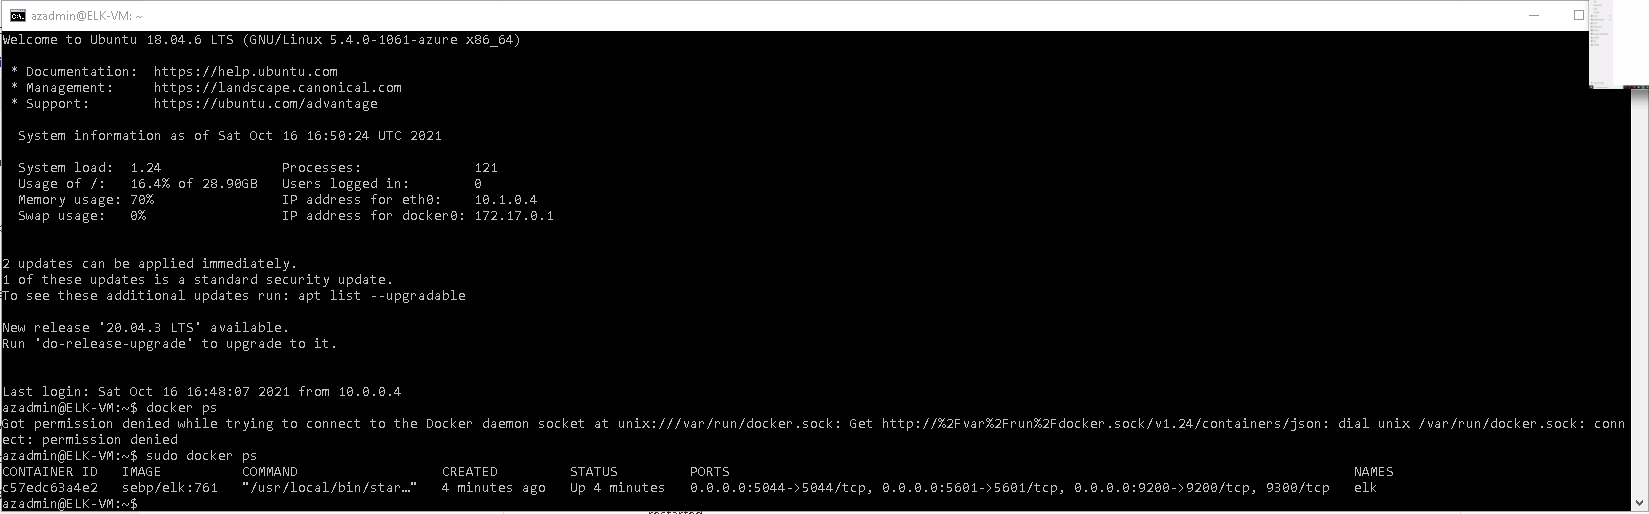 azadmin@ELK-VM: ~
Welcome to Ubuntu 18.04.6 LTS (GNU/Linux 5.4.0-1061-azure x86_64)
* Documentation:  https://help.ubuntu.com
* Management:     https://landscape.canonical.com
* Support:        https://ubuntu.com/advantage
System information as of Sat Oct 16 16:50:24 UTC 2021
System load:  1.24               Processes:              121
Usage of /:   16.4% of 28.90GB   Users logged in:        0
Memory usage: 70%                IP address for eth0:    10.1.0.4
Swap usage:   0%                 IP address for docker0: 172.17.0.1
2 updates can be applied immediately.
1 of these updates is a standard security update.
To see these additional updates run: apt list --upgradable
New release '20.04.3 LTS' available.
Run 'do-release-upgrade' to upgrade to it.
Last login: Sat Oct 16 16:48:07 2021 from 10.0.0.4
azadmin@ELK-VM:~$ docker ps
Got permission denied while trying to connect to the Docker daemon socket at unix:///var/run/docker.sock: Get http://%2Fvar%2Frun%2Fdocker.sock/v1.24/containers/json: dial unix /var/run/docker.sock: conn
ect: permission denied
azadmin@ELK-VM:~$ sudo docker ps
CONTAINER ID   IMAGE          COMMAND                  CREATED         STATUS         PORTS                                                                              NAMES
c57edc63a4e2   sebp/elk:761   "/usr/local/bin/star…"   4 minutes ago   Up 4 minutes   0.0.0.0:5044->5044/tcp, 0.0.0.0:5601->5601/tcp, 0.0.0.0:9200->9200/tcp, 9300/tcp   elk
azadmin@ELK-VM:~$